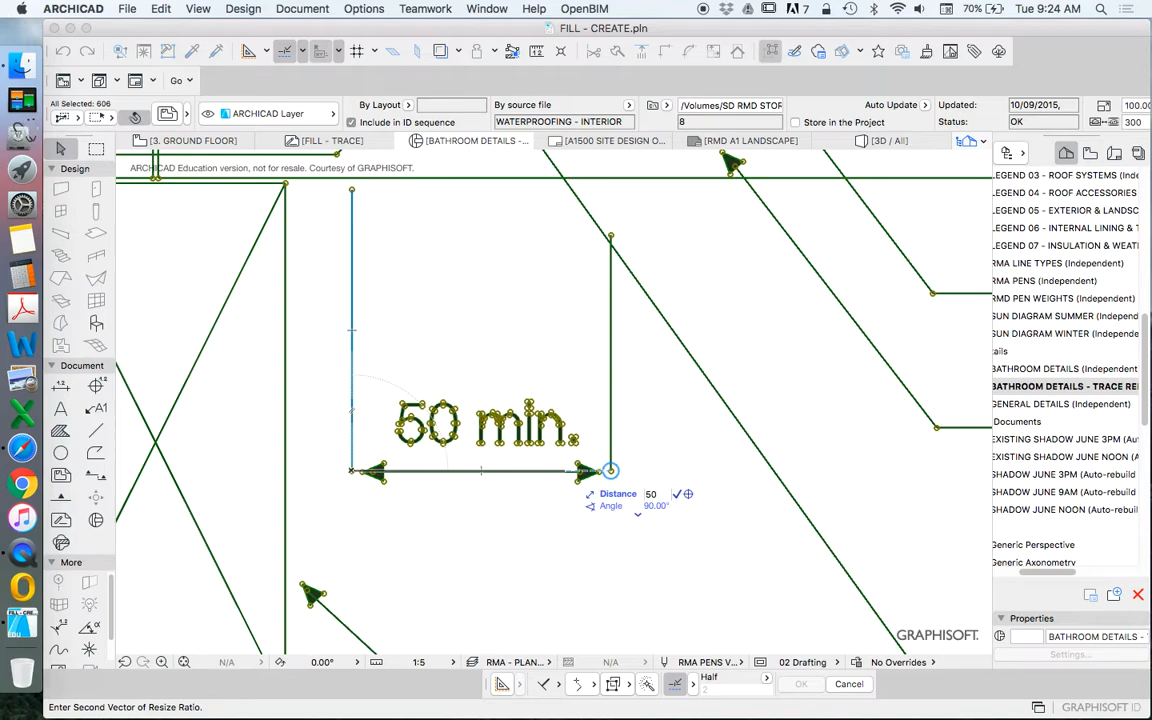 ARCHICAD File Edit View Design Document Options Teamwork Window Help OpenBIM 7 70% Tue 9:24 AM
FILL - CREATE.pln
Go
All Selected: 606
ARCHICAD Layer
By Layout
Include in ID sequence
By source file
WATERPROOFING - INTERIOR
/Volumes/SD RMD STOR
8
Auto Update
Store in the Project
Updated: 10/09/2015,
Status: OK
100.00
300
[3. GROUND FLOOR] [FILL - TRACE] [BATHROOM DETAILS -... [A1500 SITE DESIGN O... [RMD A1 LANDSCAPE] [3D / All]
ARCHICAD Education version, not for resale. Courtesy of GRAPHISOFT.
Design
Document
More
50 min.
Distance 50
Angle 90.00°
LEGEND 03 - ROOF SYSTEMS (Inde
LEGEND 04 - ROOF ACCESSORIES
LEGEND 05 - EXTERIOR & LANDSC
LEGEND 06 - INTERNAL LINING & T
LEGEND 07 - INSULATION & WEAT
RMA LINE TYPES (Independent)
RMA PENS (Independent)
RMD PEN WEIGHTS (Independent)
SUN DIAGRAM SUMMER (Independ
SUN DIAGRAM WINTER (Independe
etails
BATHROOM DETAILS (Independent)
BATHROOM DETAILS - TRACE RE
GENERAL DETAILS (Independent)
Documents
EXISTING SHADOW JUNE 3PM (Aut
EXISTING SHADOW JUNE 9AM (Aut
SHADOW JUNE 3PM (Auto-rebuild
SHADOW JUNE 9AM (Auto-rebuild
SHADOW JUNE NOON (Auto-rebui
Generic Perspective
Generic Axonometry
Properties
BATHROOM DETAILS -
Settings...
GRAPHISOFT.
N/A 0.00° 1:5 RMA - PLAN... N/A RMA PENS V... 02 Drafting No Overrides
Half
2
OK Cancel
Enter Second Vector of Resize Ratio.
GRAPHISOFT ID